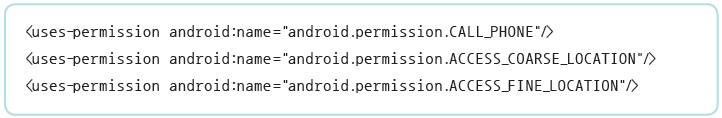 <uses-permission android:name="android.permission.CALL_PHONE"/>
<uses-permission android:name="android.permission.ACCESS_COARSE_LOCATION"/>
<uses-permission android:name="android.permission.ACCESS_FINE_LOCATION"/>